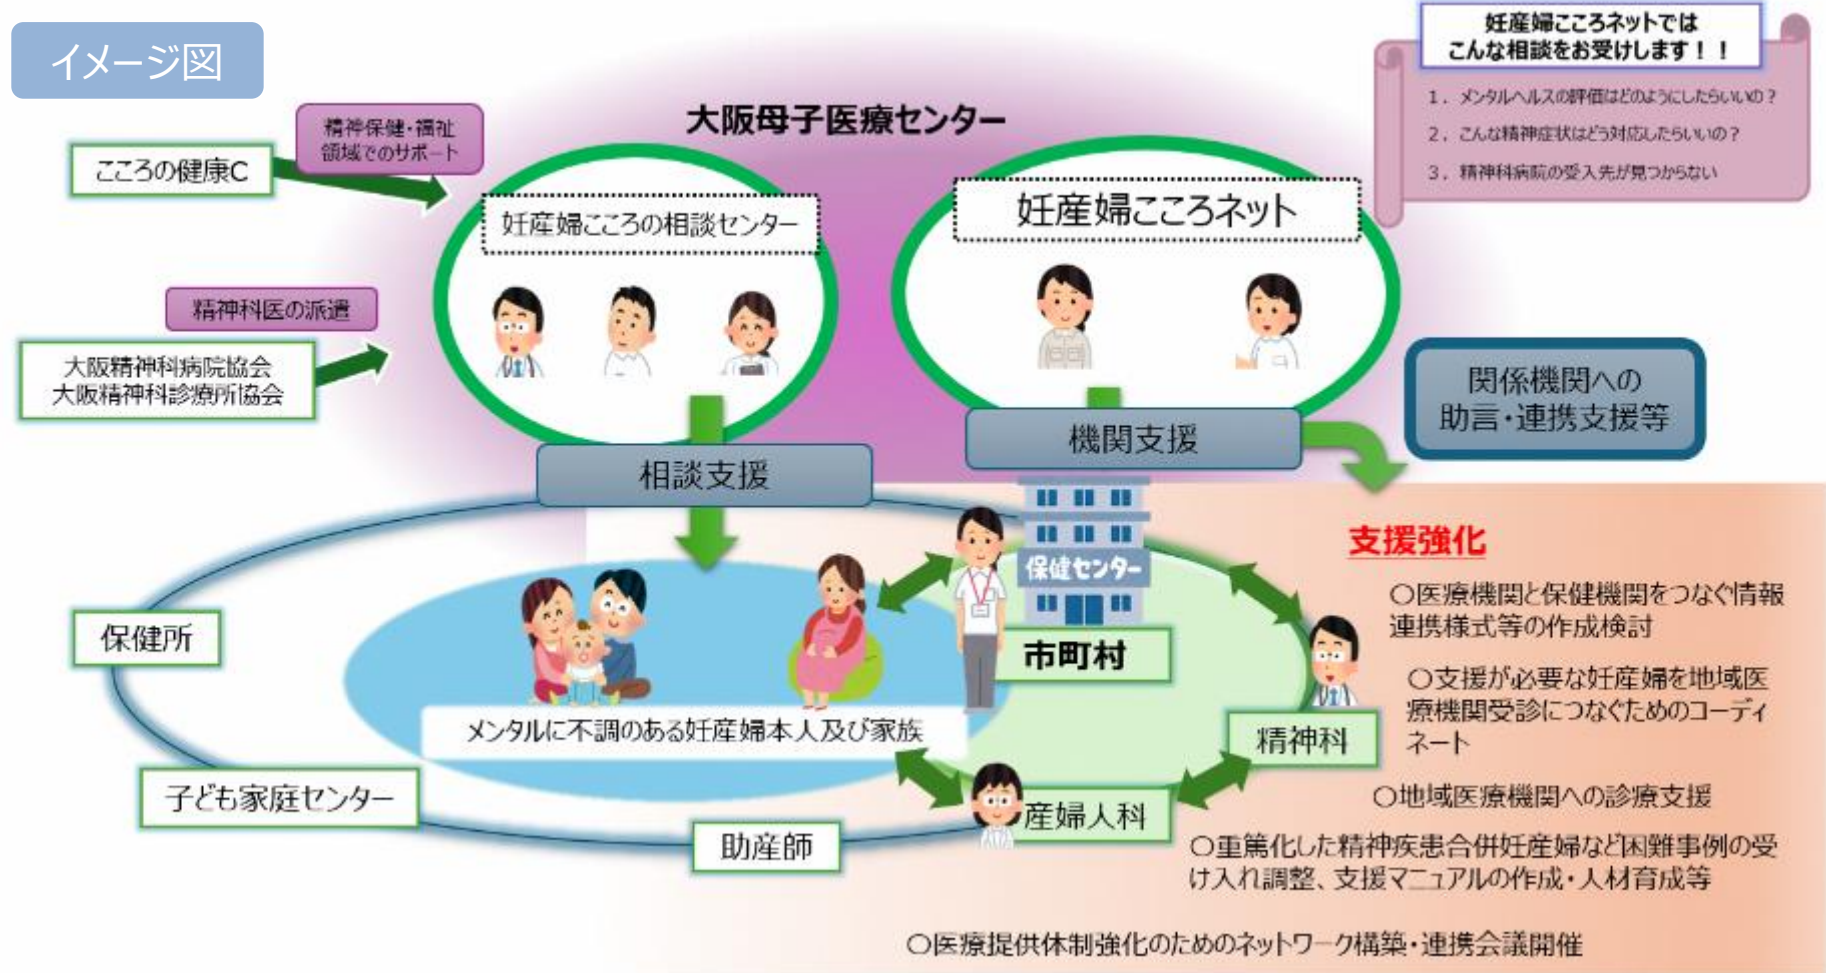 イメージ図
妊産婦こころネットでは
こんな相談をお受けします！！
1．メンタルヘルスの評価はどのようにしたらいいの？
2．こんな精神症状はどう対応したらいいの？
3．精神科病院の受入先が見つからない
大阪母子医療センター
精神保健・福祉
領域でのサポート
こころの健康C
妊産婦こころの相談センター
妊産婦こころネット
精神科医の派遣
大阪精神科病院協会
大阪精神科診療所協会
関係機関への
助言・連携支援等
機関支援
相談支援
支援強化
保健センター
市町村
保健所
メンタルに不調のある妊産婦本人及び家族
精神科
子ども家庭センター
産婦人科
助産師
〇医療機関と保健機関をつなぐ情報
連携様式等の作成検討
〇支援が必要な妊産婦を地域医
療機関受診につなぐためのコーディ
ネート
〇地域医療機関への診療支援
〇重篤化した精神疾患合併妊産婦など困難事例の受
け入れ調整、支援マニュアルの作成・人材育成等
〇医療提供体制強化のためのネットワーク構築・連携会議開催